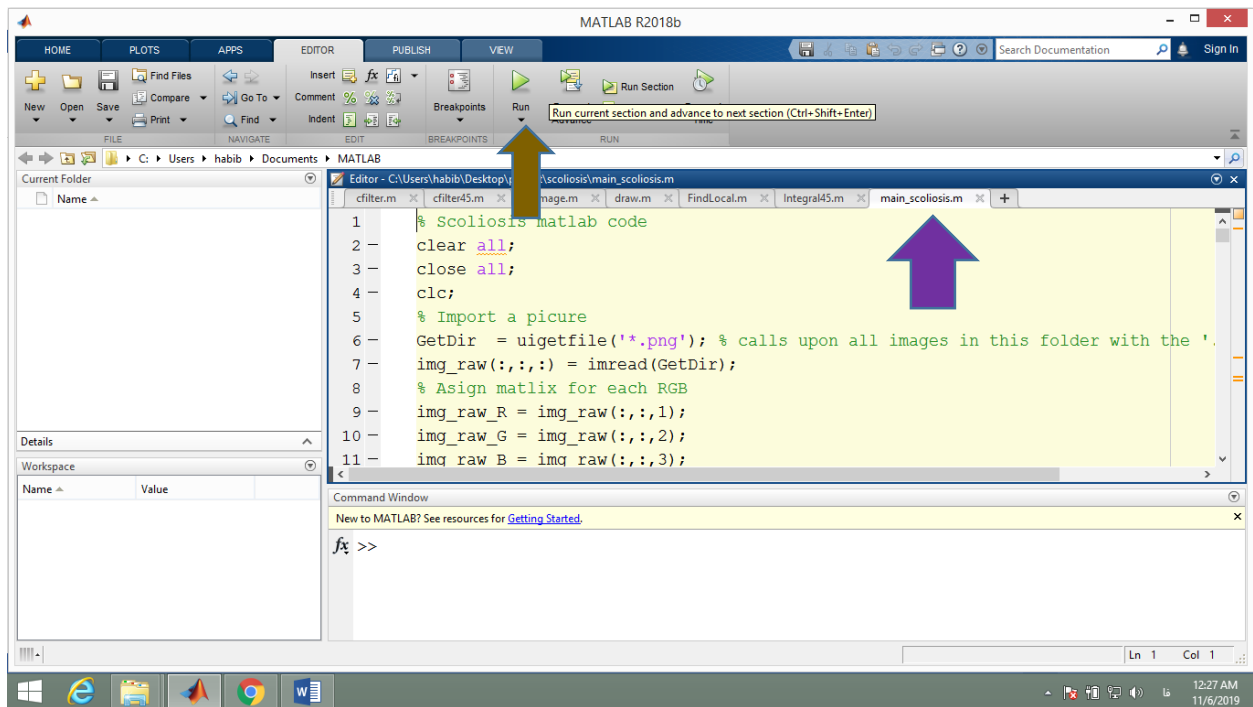 MATLAB R2018b
HOME PLOTS APPS EDITOR PUBLISH VIEW
Search Documentation Sign In
New Open Save
Find Files
Compare
Print
Go To
Find
Insert fx
Comment
Indent
Breakpoints
Run
Run Section
Run current section and advance to next section (Ctrl+Shift+Enter)
FILE NAVIGATE EDIT BREAKPOINTS RUN
C: Users habib Documents MATLAB
Current Folder
Name
Editor - C:\Users\habib\Desktop\ \scoliosis\main_scoliosis.m
cfilter.m cfilter45.m draw.m FindLocal.m Integral45.m main_scoliosis.m +
1 % Scoliosis matlab code
2 clear all;
3 close all;
4 clc;
5 % Import a picure
6 GetDir = uigetfile('*.png'); % calls upon all images in this folder with the '.
7 img_raw(:,:,:) = imread(GetDir);
8 % Asign matlix for each RGB
9 img_raw_R = img_raw(:,:,1);
10 img_raw_G = img_raw(:,:,2);
11 img_raw_B = img_raw(:,:,3);
Details
Workspace
Name Value
Command Window
New to MATLAB? See resources for Getting Started.
fx >>
Ln 1 Col 1
12:27 AM
11/6/2019